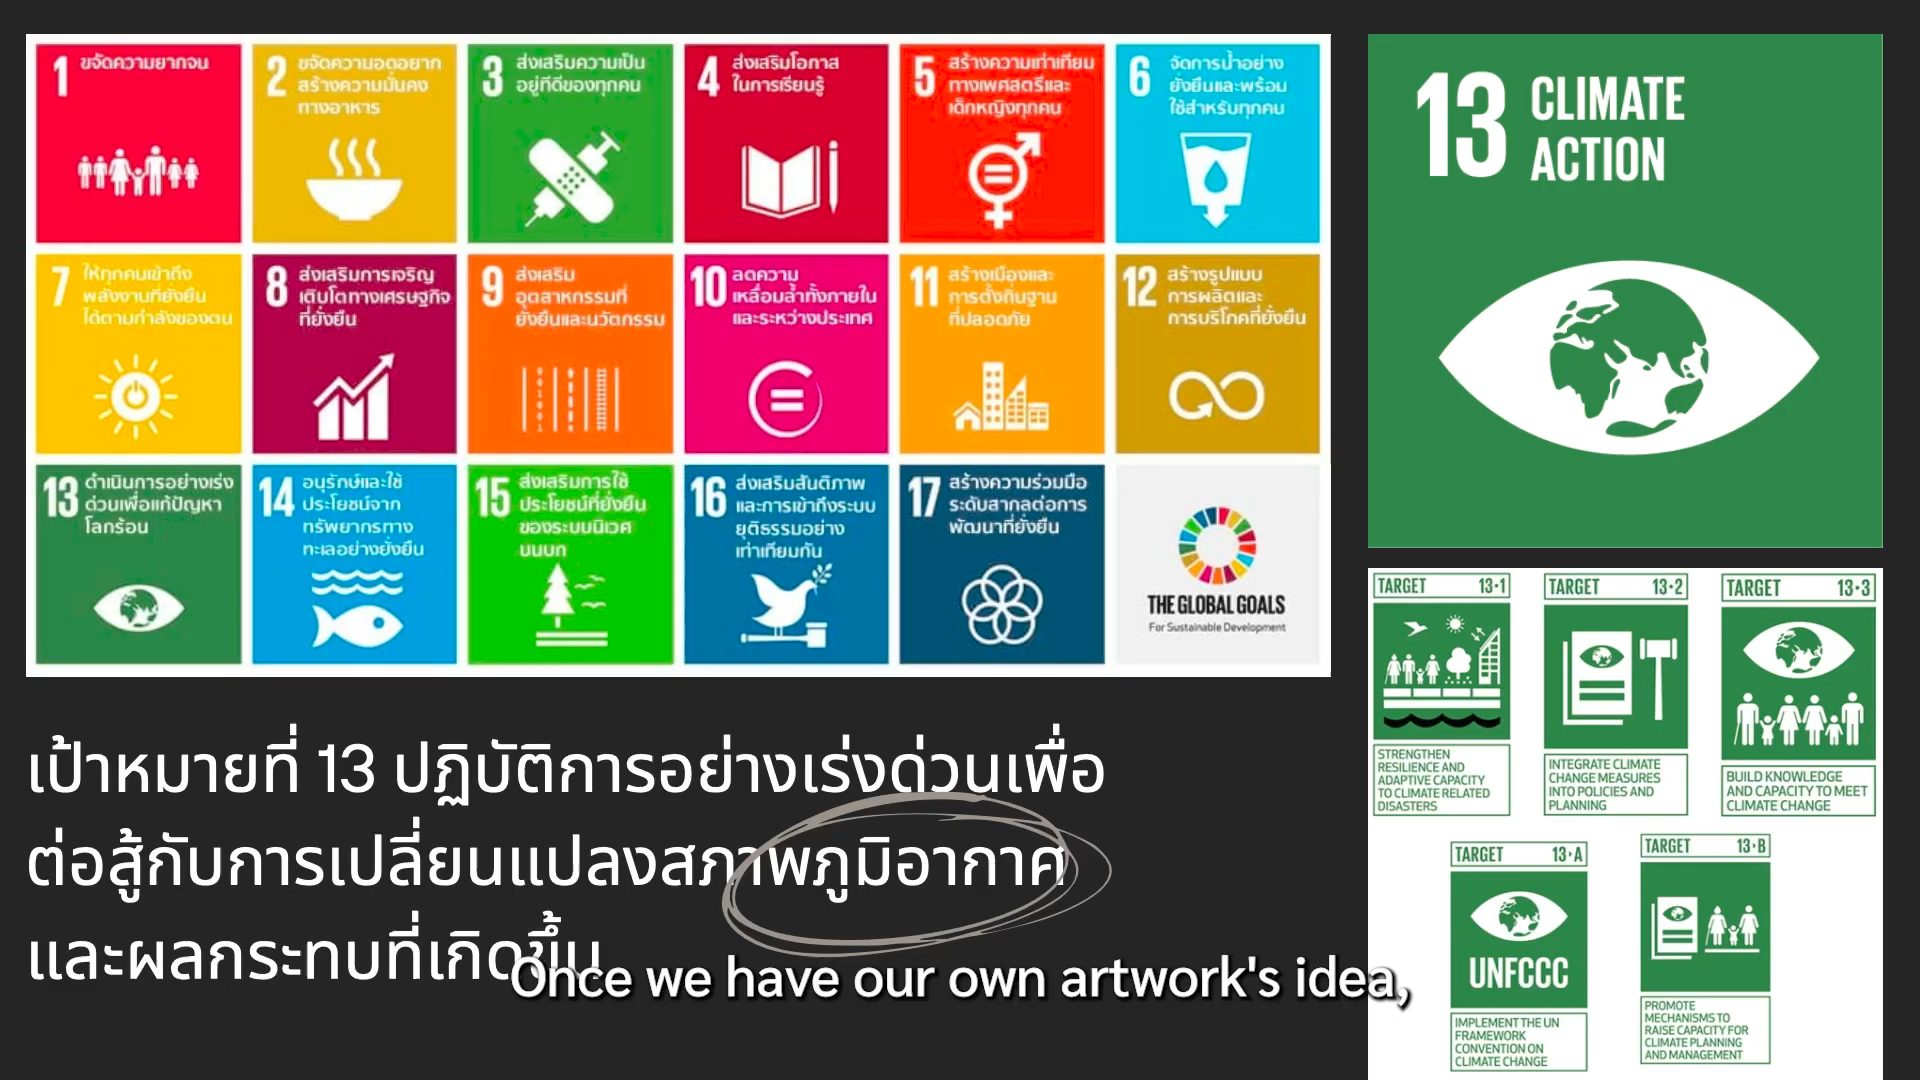 1 ขจัดความยากจน
2 ขจัดความอดอยาก
สร้างความมั่นคง
ทางอาหาร
3 ส่งเสริมความเป็น
อยู่ที่ดีของทุกคน
4 ส่งเสริมโอกาส
ในการเรียนรู้
5 สร้างความเท่าเทียม
ทางเพศสตรีและ
เด็กหญิงทุกคน
6 จัดการน้ำอย่าง
ยั่งยืนและพร้อม
ใช้สำหรับทุกคน
7 ให้ทุกคนเข้าถึง
พลังงานที่ยั่งยืน
ได้ตามกำลังของตน
8 ส่งเสริมการเจริญ
เติบโตทางเศรษฐกิจ
ที่ยั่งยืน
9 ส่งเสริม
อุตสาหกรรมที่
ยั่งยืนและนวัตกรรม
10 ลดความ
เหลื่อมล้ำทั้งภายใน
และระหว่างประเทศ
11 สร้างเมืองและ
การตั้งถิ่นฐาน
ที่ปลอดภัย
12 สร้างรูปแบบ
การผลิตและ
การบริโภคที่ยั่งยืน
13 ดำเนินการอย่างเร่ง
ด่วนเพื่อแก้ปัญหา
โลกร้อน
14 อนุรักษ์และใช้
ประโยชน์จาก
ทรัพยากรทาง
ทะเลอย่างยั่งยืน
15 ส่งเสริมการใช้
ประโยชน์ที่ยั่งยืน
ของระบบนิเวศ
บนบก
16 ส่งเสริมสันติภาพ
และการเข้าถึงระบบ
ยุติธรรมอย่าง
เท่าเทียมกัน
17 สร้างความร่วมมือ
ระดับสากลต่อการ
พัฒนาที่ยั่งยืน
THE GLOBAL GOALS
For Sustainable Development
13 CLIMATE
ACTION
TARGET 13·1
STRENGTHEN
RESILIENCE AND
ADAPTIVE CAPACITY
TO CLIMATE RELATED
DISASTERS
TARGET 13·2
INTEGRATE CLIMATE
CHANGE MEASURES
INTO POLICIES AND
PLANNING
TARGET 13·3
BUILD KNOWLEDGE
AND CAPACITY TO MEET
CLIMATE CHANGE
TARGET 13·A
UNFCCC
IMPLEMENT THE UN
FRAMEWORK
CONVENTION ON
CLIMATE CHANGE
TARGET 13·B
PROMOTE
MECHANISMS TO
RAISE CAPACITY FOR
CLIMATE PLANNING
AND MANAGEMENT
เป้าหมายที่ 13 ปฏิบัติการอย่างเร่งด่วนเพื่อ
ต่อสู้กับการเปลี่ยนแปลงสภาพภูมิอากาศ
และผลกระทบที่เกิดขึ้น
Once we have our own artwork's idea,